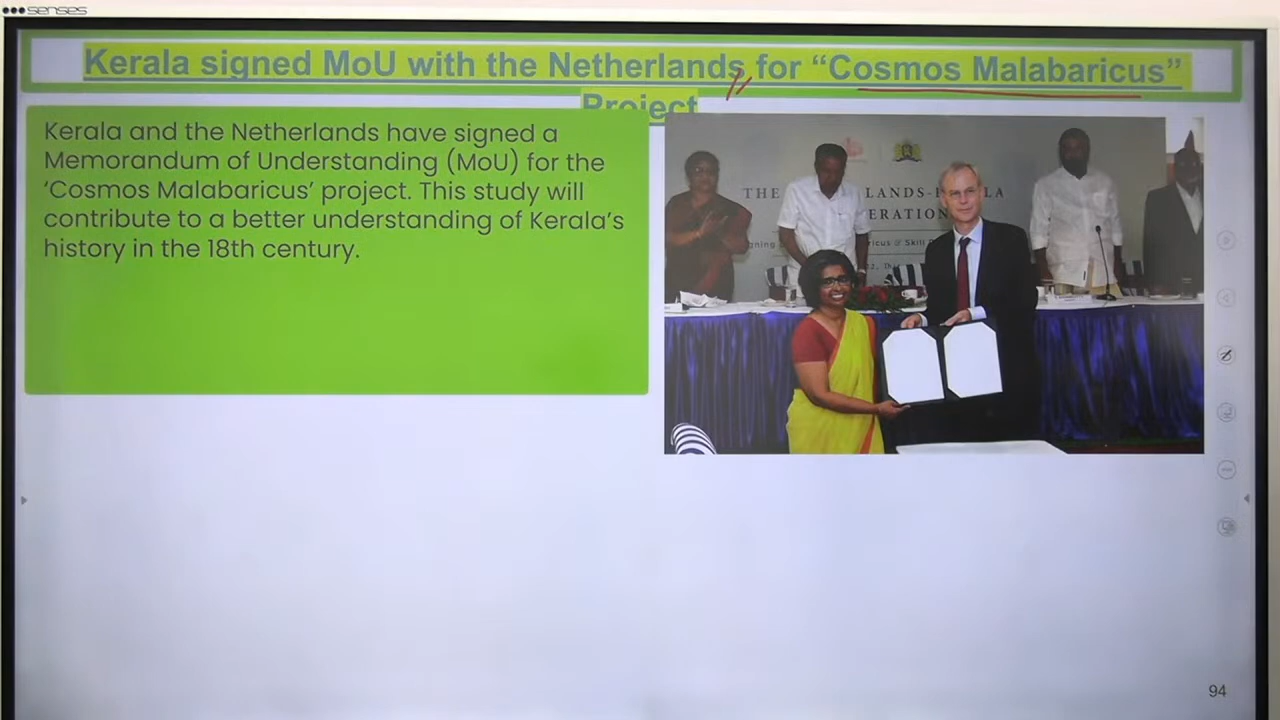 senses
Kerala signed MoU with the Netherlands for “Cosmos Malabaricus”
Project
Kerala and the Netherlands have signed a
Memorandum of Understanding (MoU) for the
‘Cosmos Malabaricus’ project. This study will
contribute to a better understanding of Kerala’s
history in the 18th century.
THE LANDS-
ERATION
94